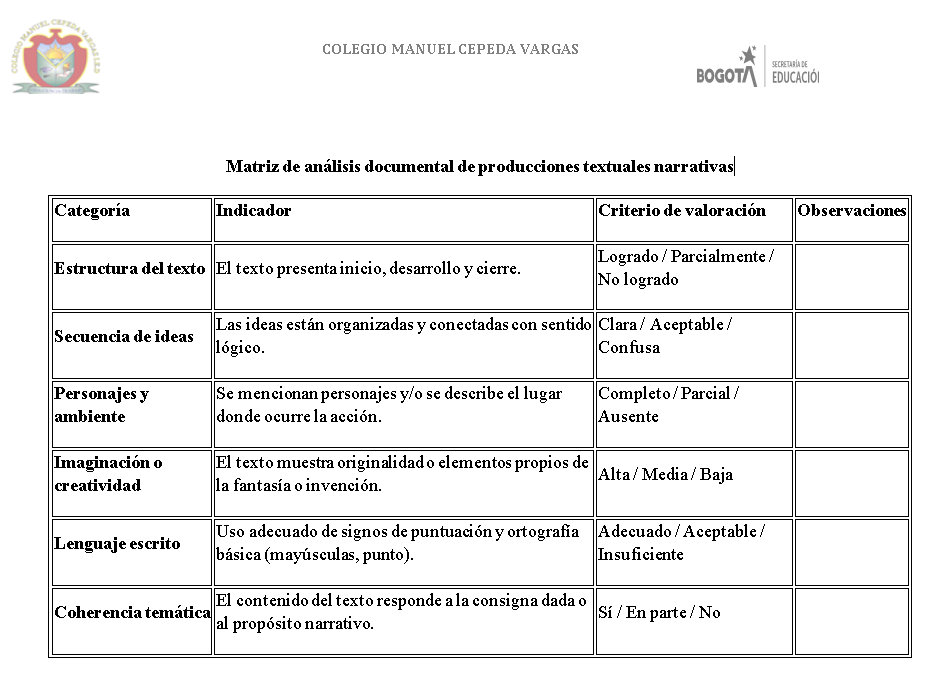 COLEGIO MANUEL CEPEDA VARGAS
BOGOTA
SECRETARÍA DE
EDUCACIÓN
Matriz de análisis documental de producciones textuales narrativas
Categoría Indicador Criterio de valoración Observaciones
Estructura del texto El texto presenta inicio, desarrollo y cierre. Logrado / Parcialmente /
No logrado
Secuencia de ideas Las ideas están organizadas y conectadas con sentido
lógico. Clara / Aceptable /
Confusa
Personajes y
ambiente Se mencionan personajes y/o se describe el lugar
donde ocurre la acción. Completo / Parcial /
Ausente
Imaginación o
creatividad El texto muestra originalidad o elementos propios de
la fantasía o invención. Alta / Media / Baja
Lenguaje escrito Uso adecuado de signos de puntuación y ortografía
básica (mayúsculas, punto). Adecuado / Aceptable /
Insuficiente
Coherencia temática El contenido del texto responde a la consigna dada o
al propósito narrativo. Sí / En parte / No